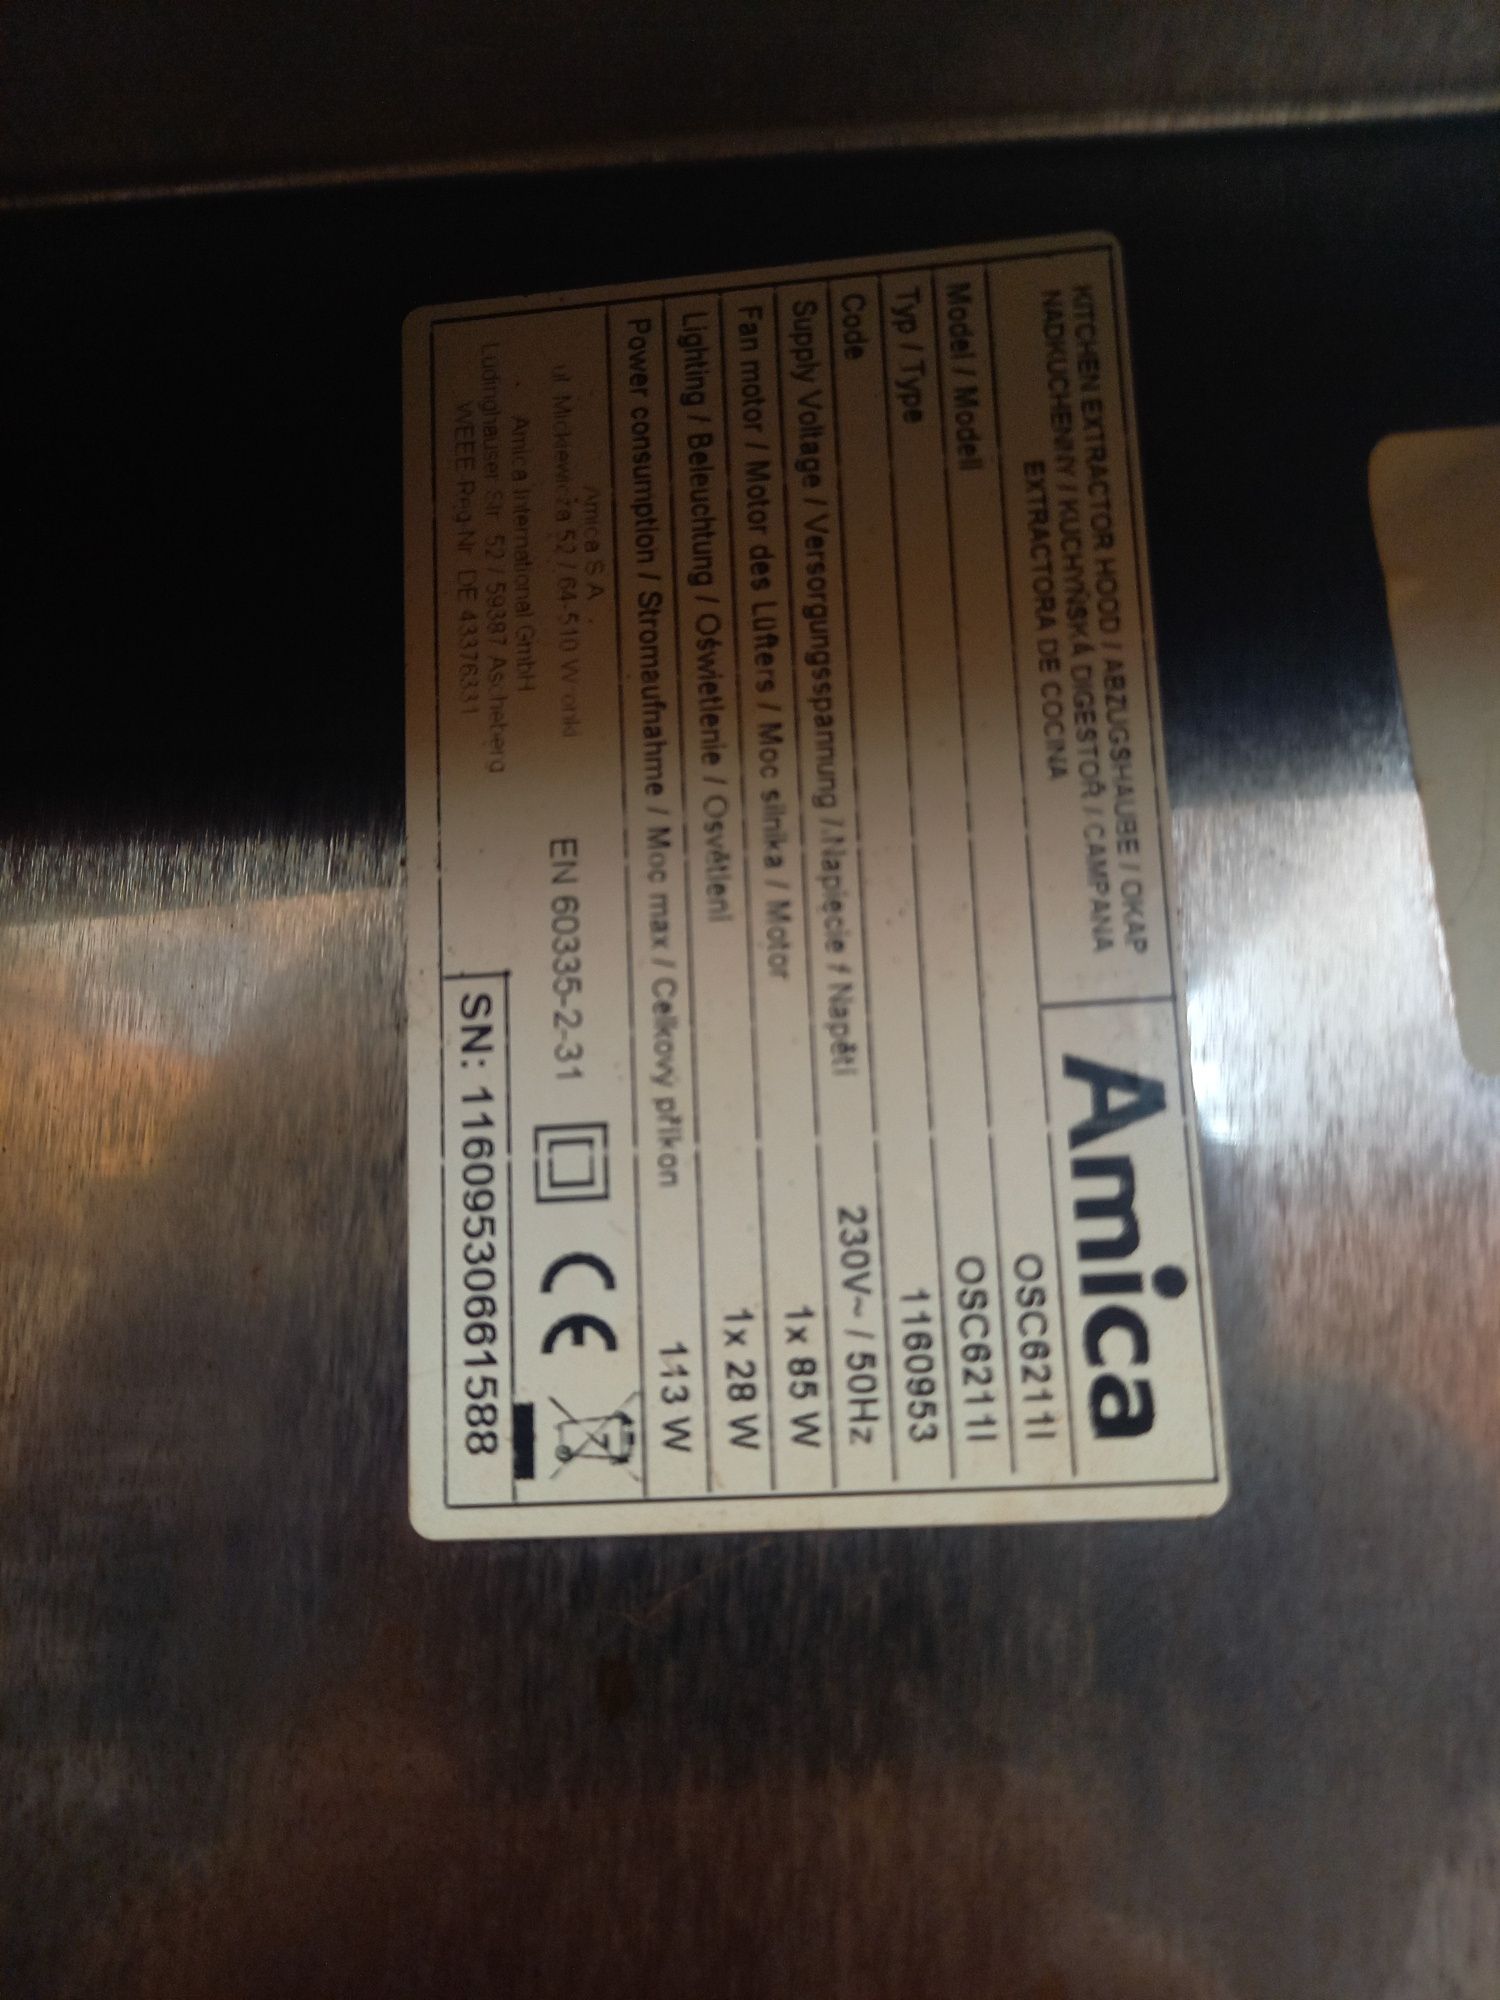 KITCHEN EXTRACTOR HOOD / ABZUGSHAUBE / OKAP
NADKUCHENNY / KUCHYŇSKÁ DIGESTOŘ / CAMPANA
EXTRACTORA DE COCINA
Amica
Model / Modell OSC6211I
Typ / Type OSC6211I
Code 1160953
Supply Voltage / Versorgungsspannung / Napięcie / Napětí 230V~ / 50Hz
Fan motor / Motor des Lüfters / Moc silnika / Motor 1x 85 W
Lighting / Beleuchtung / Oświetlenie / Osvětlení 1x 28 W
Power consumption / Stromaufnahme / Moc max / Celkový příkon 113 W
Amica S.A.
ul. Mickiewicza 52 / 64-510 Wronki
Amica International GmbH
Lüdinghauser Str. 52 / 59387 Ascheberg
WEEE Reg Nr. DE 43376331
EN 60335-2-31
CE
SN: 11609530661588